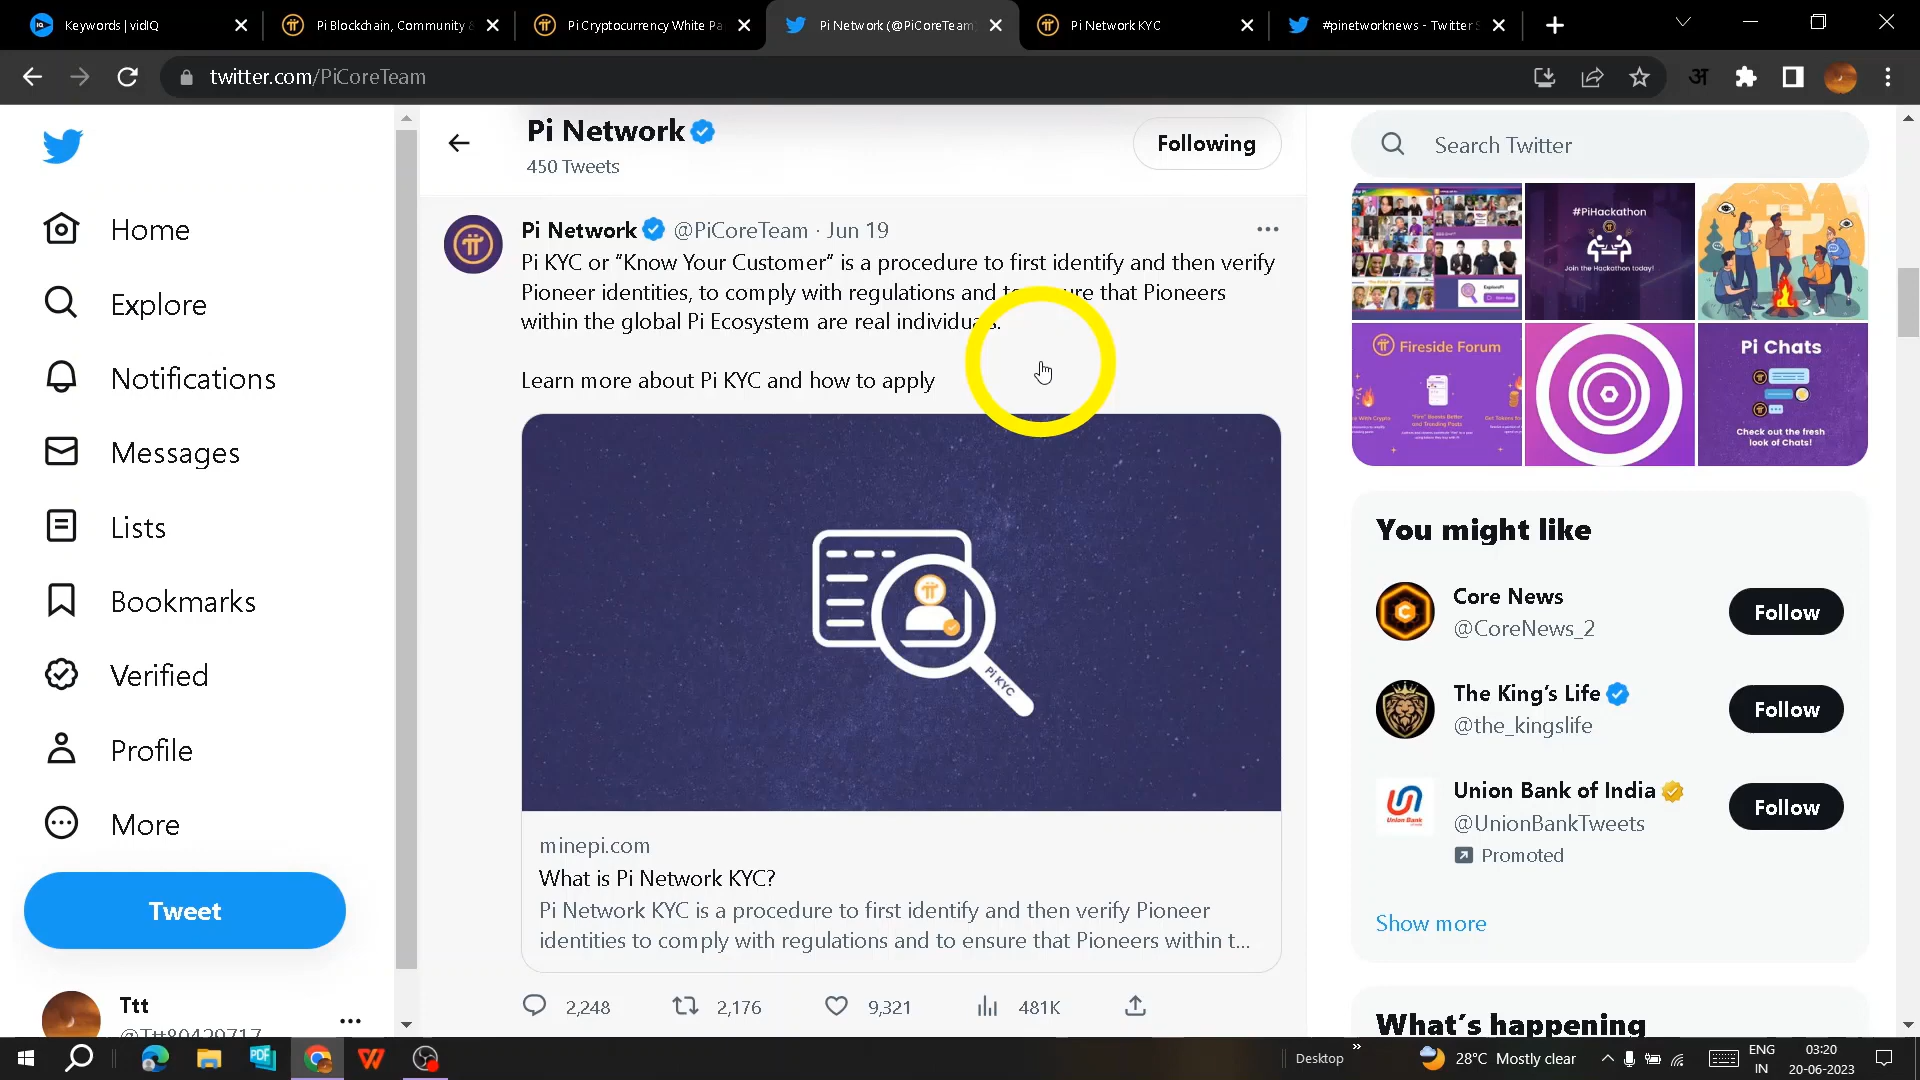 Keywords | vidIQ
Pi Blockchain, Community &
Pi Cryptocurrency White Pa
Pi Network (@PiCoreTeam
Pi Network KYC
#pinetworknews - Twitter S
twitter.com/PiCoreTeam
अ
Home
Explore
Notifications
Messages
Lists
Bookmarks
Verified
Profile
More
Tweet
Ttt
@Ttt80429717
Pi Network
450 Tweets
Following
Pi Network @PiCoreTeam · Jun 19
Pi KYC or "Know Your Customer" is a procedure to first identify and then verify
Pioneer identities, to comply with regulations and to ensure that Pioneers
within the global Pi Ecosystem are real individuals.
Learn more about Pi KYC and how to apply
Pi KYC
minepi.com
What is Pi Network KYC?
Pi Network KYC is a procedure to first identify and then verify Pioneer
identities to comply with regulations and to ensure that Pioneers within t...
2,248
2,176
9,321
481K
Search Twitter
#PiHackathon
Join the Hackathon today!
Fireside Forum
Pi Chats
Check out the fresh
look of Chats!
You might like
Core News
@CoreNews_2
Follow
The King's Life
@the_kingslife
Follow
Union Bank of India
@UnionBankTweets
Promoted
Follow
Show more
What's happening
Desktop
28°C Mostly clear
ENG
IN
03:20
20-06-2023